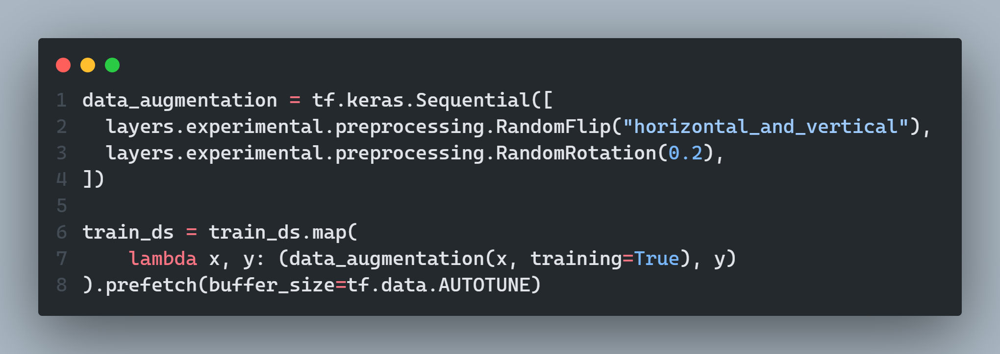 1 data_augmentation = tf.keras.Sequential([
2   layers.experimental.preprocessing.RandomFlip("horizontal_and_vertical"),
3   layers.experimental.preprocessing.RandomRotation(0.2),
4 ])
5
6 train_ds = train_ds.map(
7     lambda x, y: (data_augmentation(x, training=True), y)
8 ).prefetch(buffer_size=tf.data.AUTOTUNE)